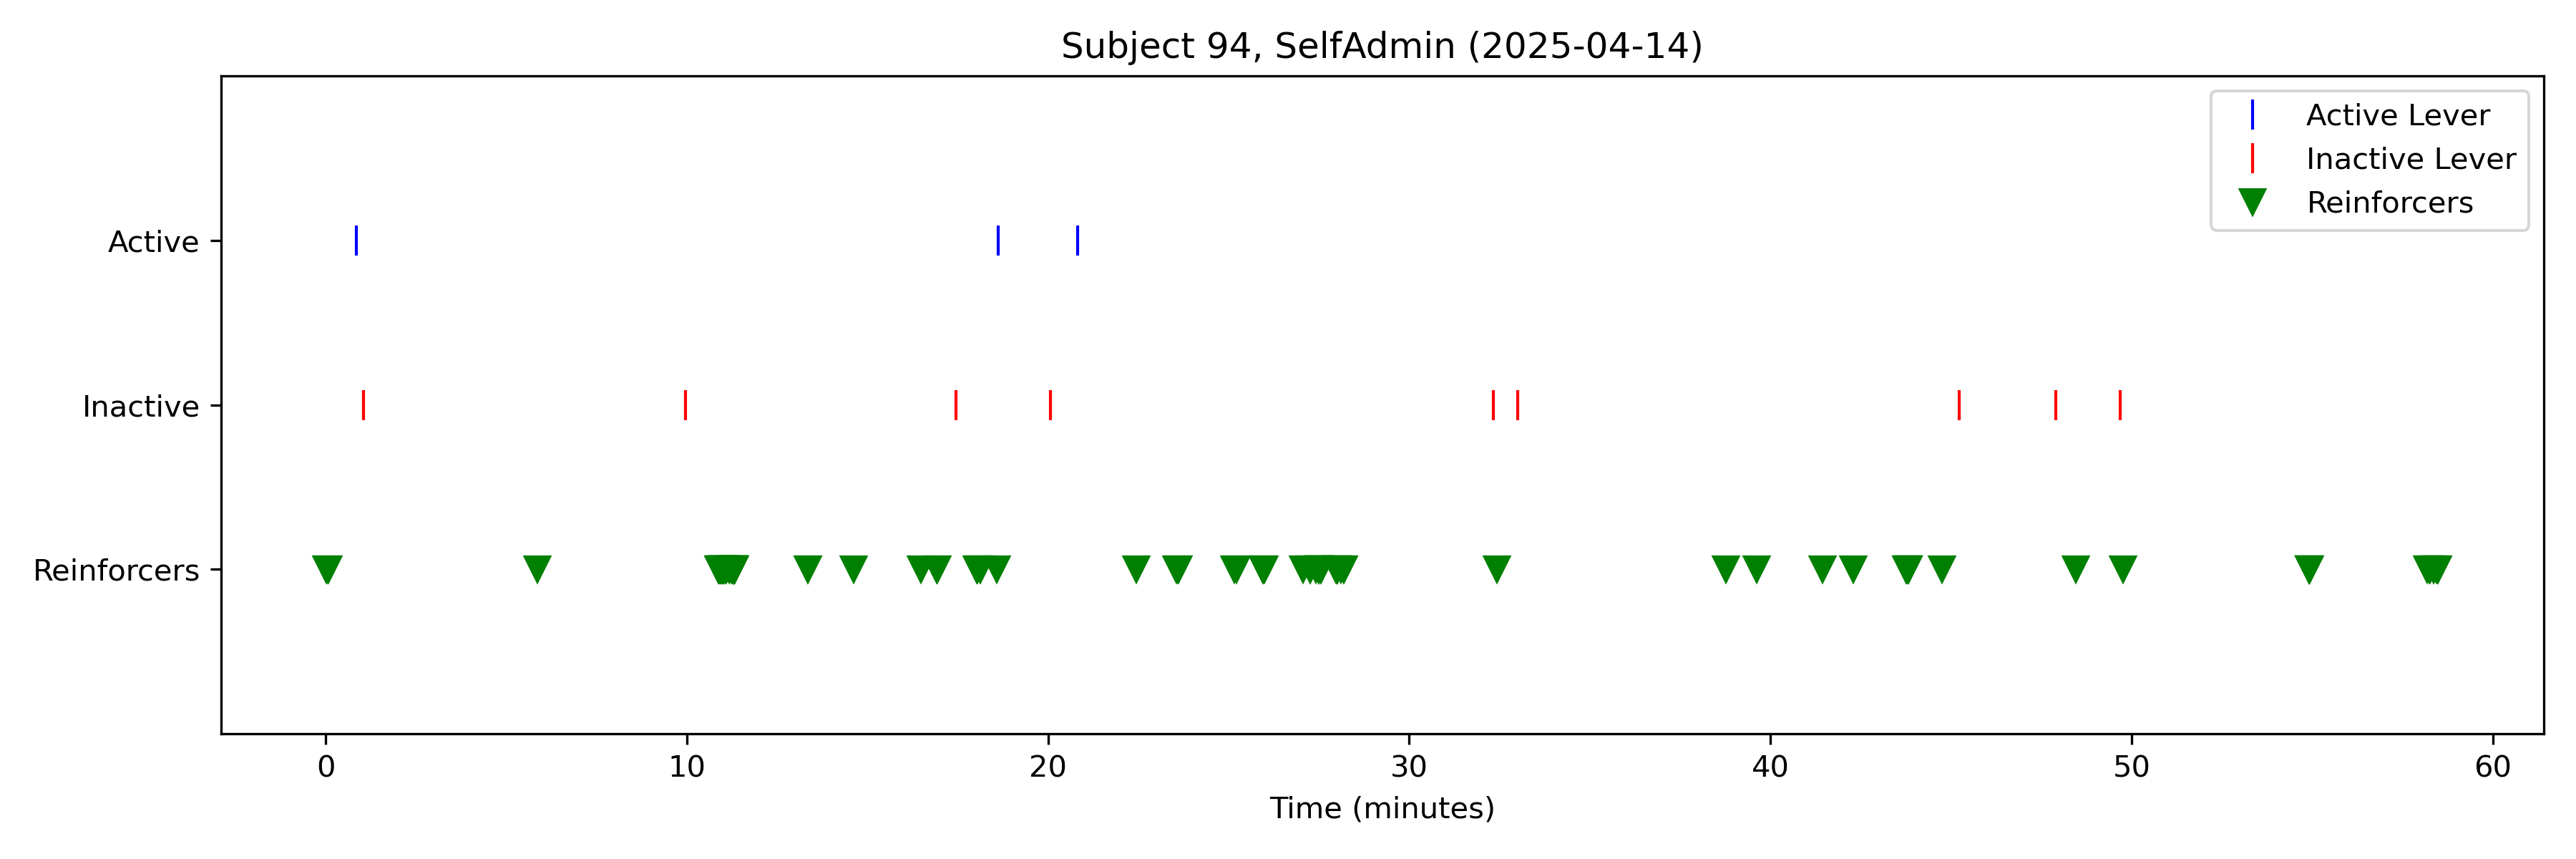 Subject 94, SelfAdmin (2025-04-14)
Active Lever
Inactive Lever
Reinforcers
Active
Inactive
Reinforcers
0 10 20 30 40 50 60
Time (minutes)